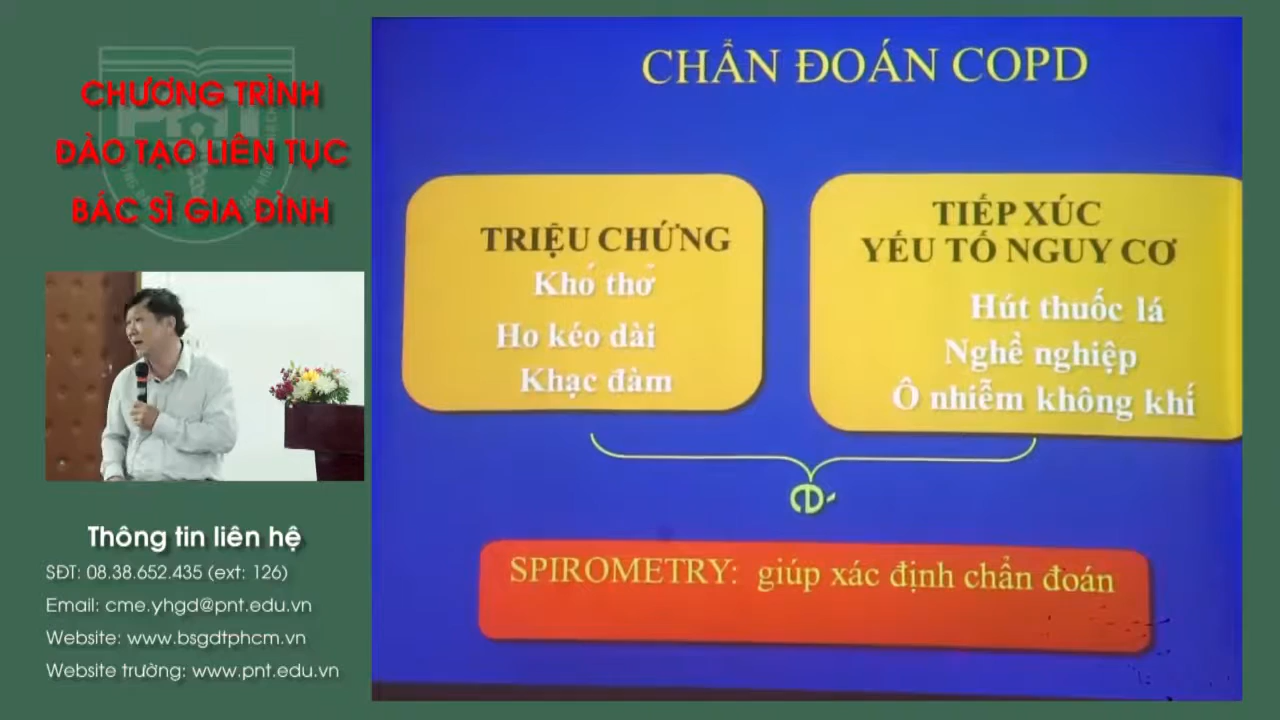 CHƯƠNG TRÌNH
ĐÀO TẠO LIÊN TỤC
BÁC SĨ GIA ĐÌNH
Thông tin liên hệ
SĐT: 08.38.652.435 (ext: 126)
Email: cme.yhgd@pnt.edu.vn
Website: www.bsgdtphcm.vn
Website trường: www.pnt.edu.vn
CHẨN ĐOÁN COPD
TRIỆU CHỨNG
Khó thở
Ho kéo dài
Khạc đàm
TIẾP XÚC
YẾU TỐ NGUY CƠ
Hút thuốc lá
Nghề nghiệp
Ô nhiễm không khí
SPIROMETRY: giúp xác định chẩn đoán